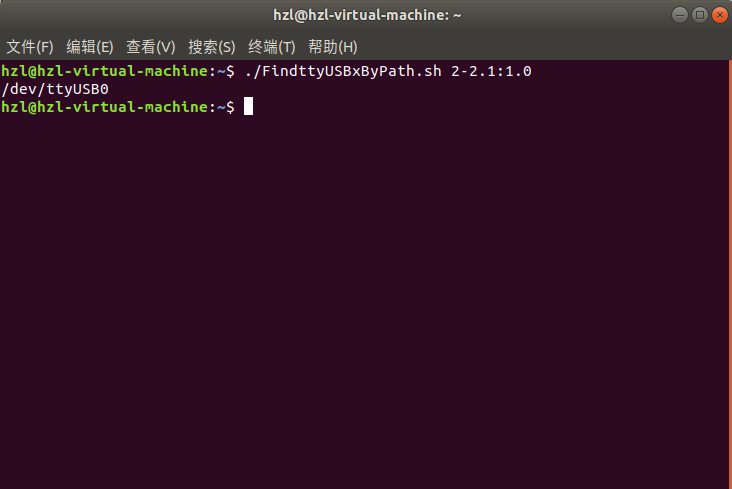 hzl@hzl-virtual-machine: ~
文件(F) 编辑(E) 查看(V) 搜索(S) 终端(T) 帮助(H)
hzl@hzl-virtual-machine:~$ ./FindttyUSBxByPath.sh 2-2.1:1.0
/dev/ttyUSB0
hzl@hzl-virtual-machine:~$